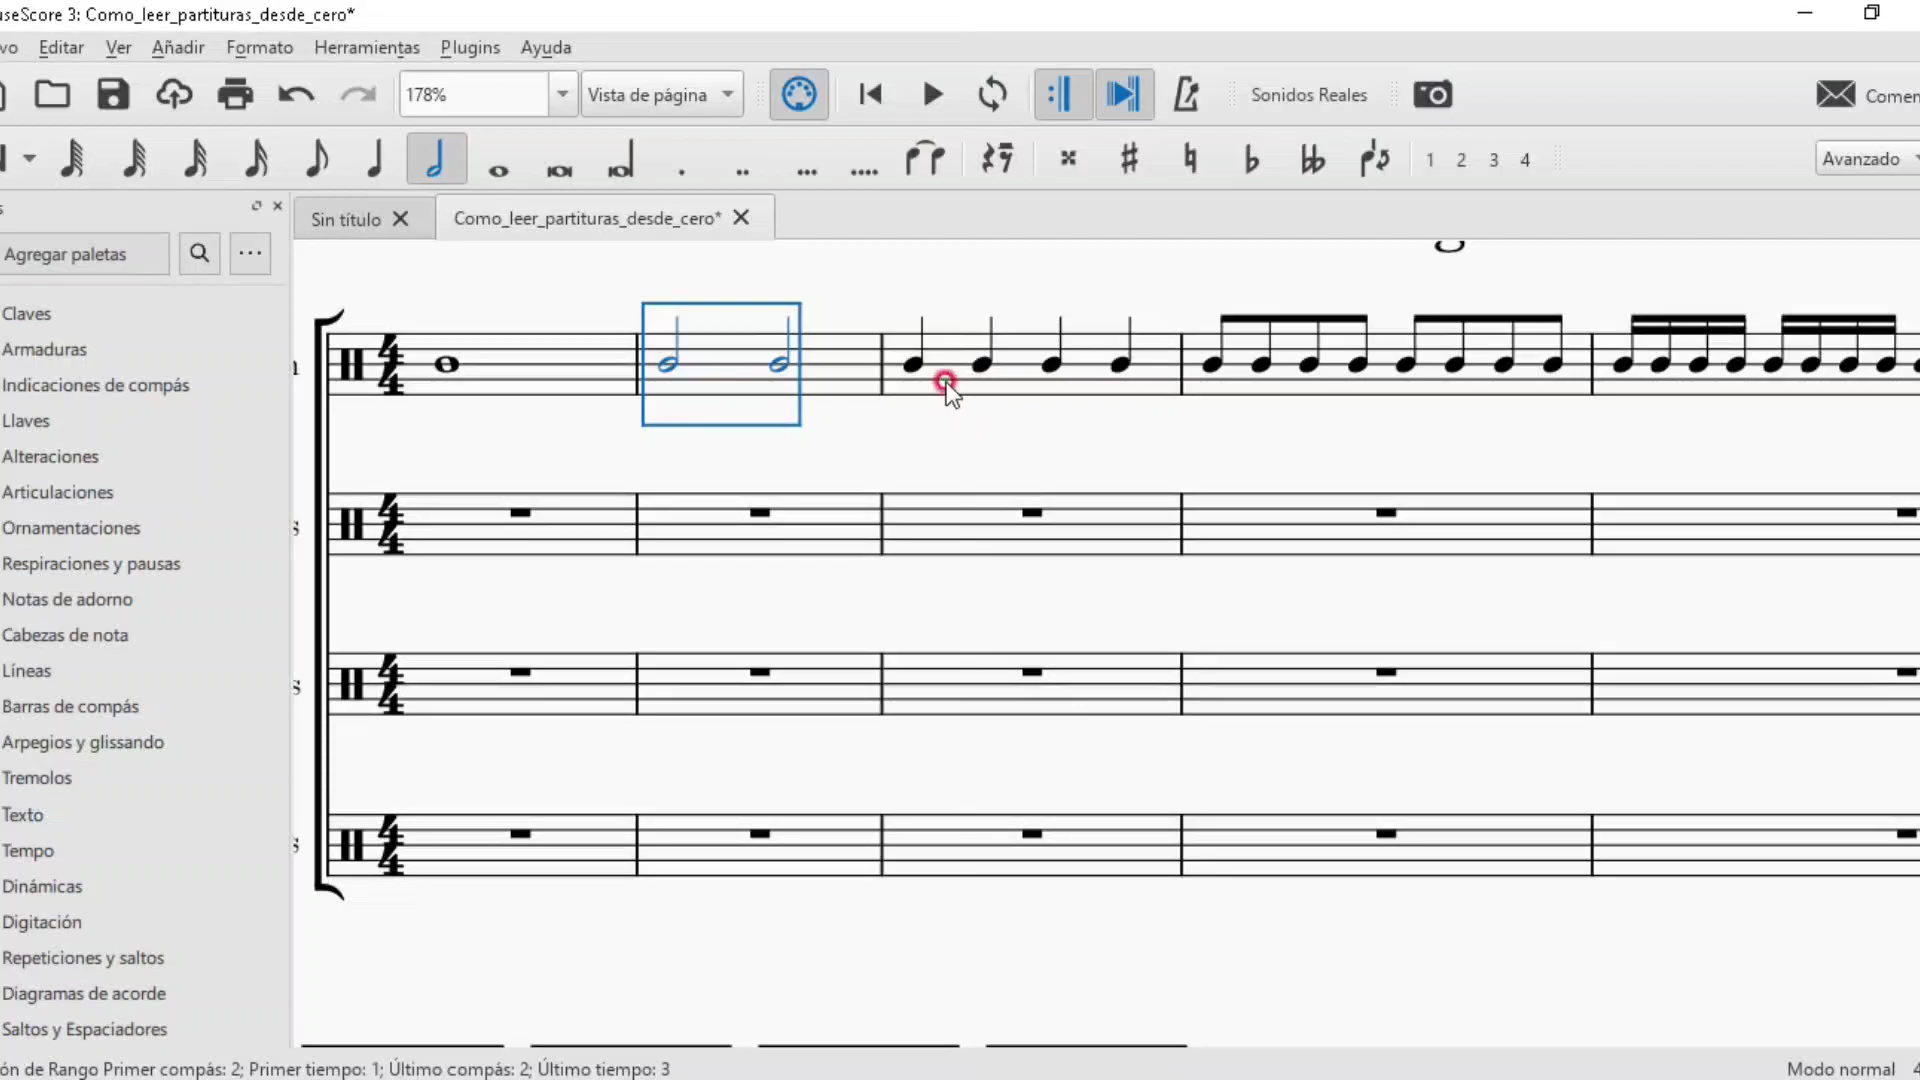 useScore 3: Como_leer_partituras_desde_cero*
vo Editar Ver Añadir Formato Herramientas Plugins Ayuda
178% Vista de página Sonidos Reales Comen
1 2 3 4 Avanzado
s
Sin título Como_leer_partituras_desde_cero*
Agregar paletas
Claves
Armaduras
Indicaciones de compás
Llaves
Alteraciones
Articulaciones
Ornamentaciones
Respiraciones y pausas
Notas de adorno
Cabezas de nota
Líneas
Barras de compás
Arpegios y glissando
Tremolos
Texto
Tempo
Dinámicas
Digitación
Repeticiones y saltos
Diagramas de acorde
Saltos y Espaciadores
ón de Rango Primer compás: 2; Primer tiempo: 1; Último compás: 2; Último tiempo: 3
Modo normal 4